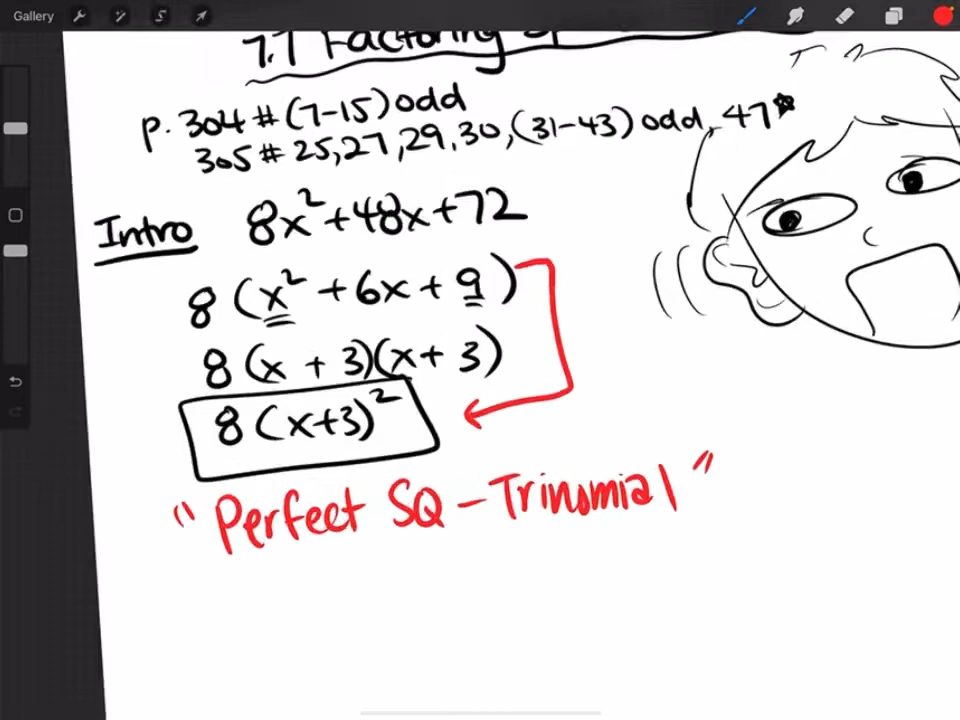 Gallery
7.7 Factoring
p. 304 # (7-15) odd
305 # 25, 27, 29, 30, (31-43) odd, 47*
Intro 8x² + 48x + 72
8 (x² + 6x + 9)
8 (x + 3)(x + 3)
8 (x+3)²
"Perfect SQ - Trinomial"